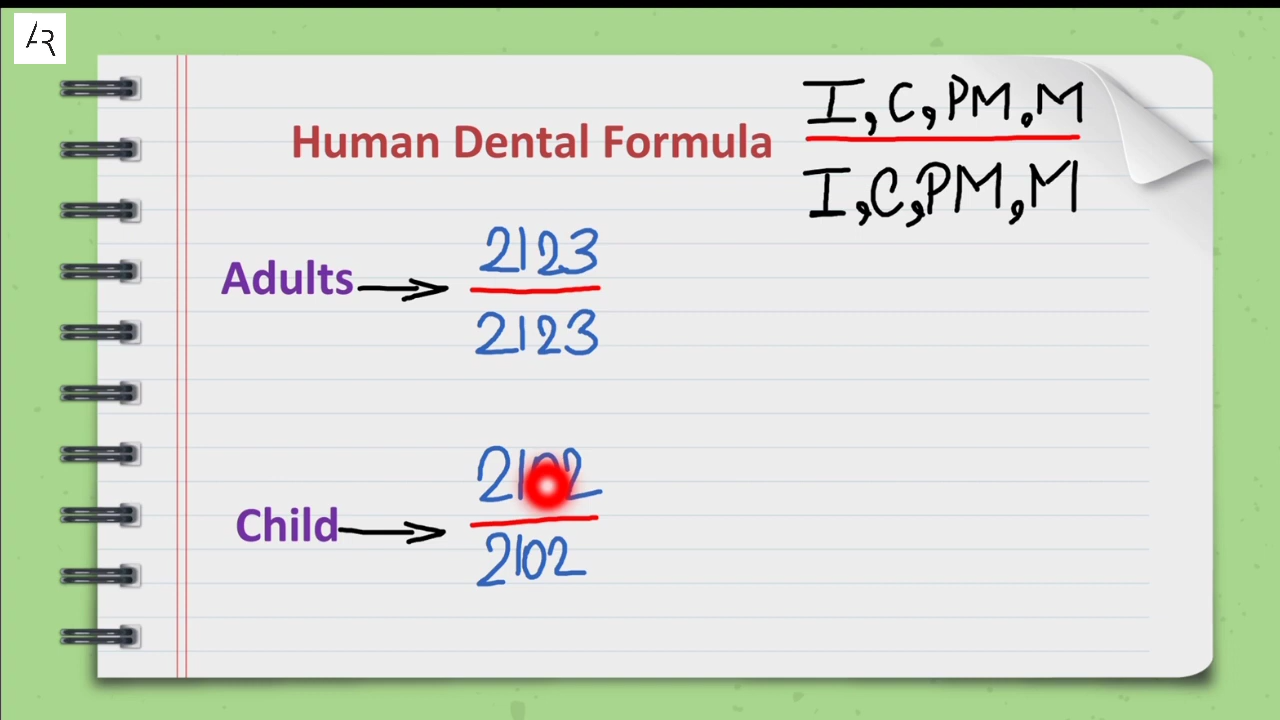 AR
Human Dental Formula
I, C, PM, M
I, C, PM, M
Adults
2123
2123
Child
2102
2102